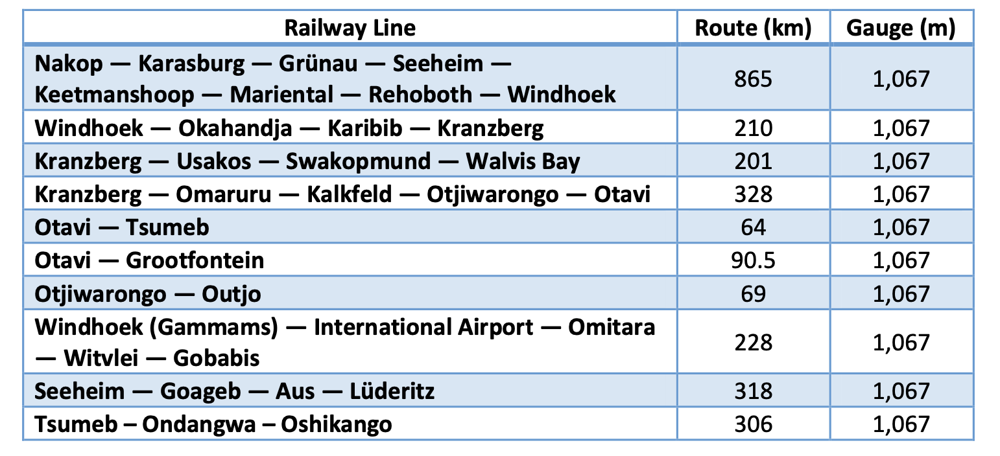 Railway Line Route (km) Gauge (m)
Nakop — Karasburg — Grünau — Seeheim —
Keetmanshoop — Mariental — Rehoboth — Windhoek 865 1,067
Windhoek — Okahandja — Karibib — Kranzberg 210 1,067
Kranzberg — Usakos — Swakopmund — Walvis Bay 201 1,067
Kranzberg — Omaruru — Kalkfeld — Otjiwarongo — Otavi 328 1,067
Otavi — Tsumeb 64 1,067
Otavi — Grootfontein 90.5 1,067
Otjiwarongo — Outjo 69 1,067
Windhoek (Gammams) — International Airport — Omitara
— Witvlei — Gobabis 228 1,067
Seeheim — Goageb — Aus — Lüderitz 318 1,067
Tsumeb – Ondangwa – Oshikango 306 1,067